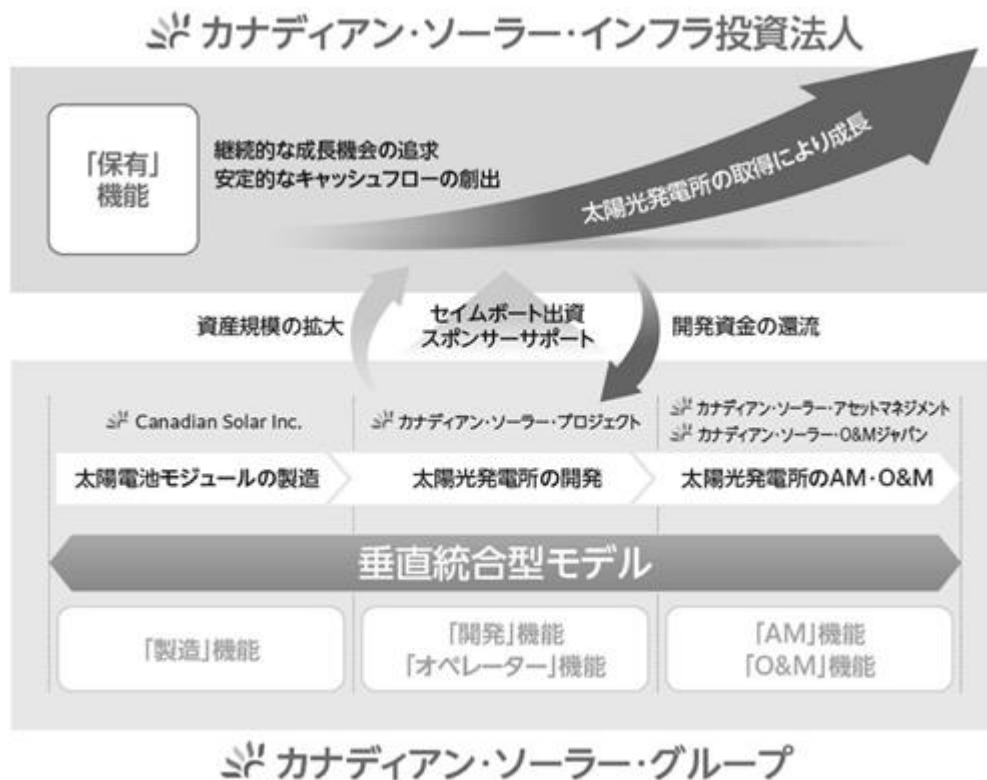 カナディアン・ソーラー・インフラ投資法人
「保有」
機能
継続的な成長機会の追求
安定的なキャッシュフローの創出
太陽光発電所の取得により成長
資産規模の拡大
セイムボート出資
スポンサーサポート
開発資金の還流
Canadian Solar Inc.
カナディアン・ソーラー・プロジェクト
カナディアン・ソーラー・アセットマネジメント
カナディアン・ソーラー・O&Mジャパン
太陽電池モジュールの製造
太陽光発電所の開発
太陽光発電所のAM・O&M
垂直統合型モデル
「製造」機能
「開発」機能
「オペレーター」機能
「AM」機能
「O&M」機能
カナディアン・ソーラー・グループ